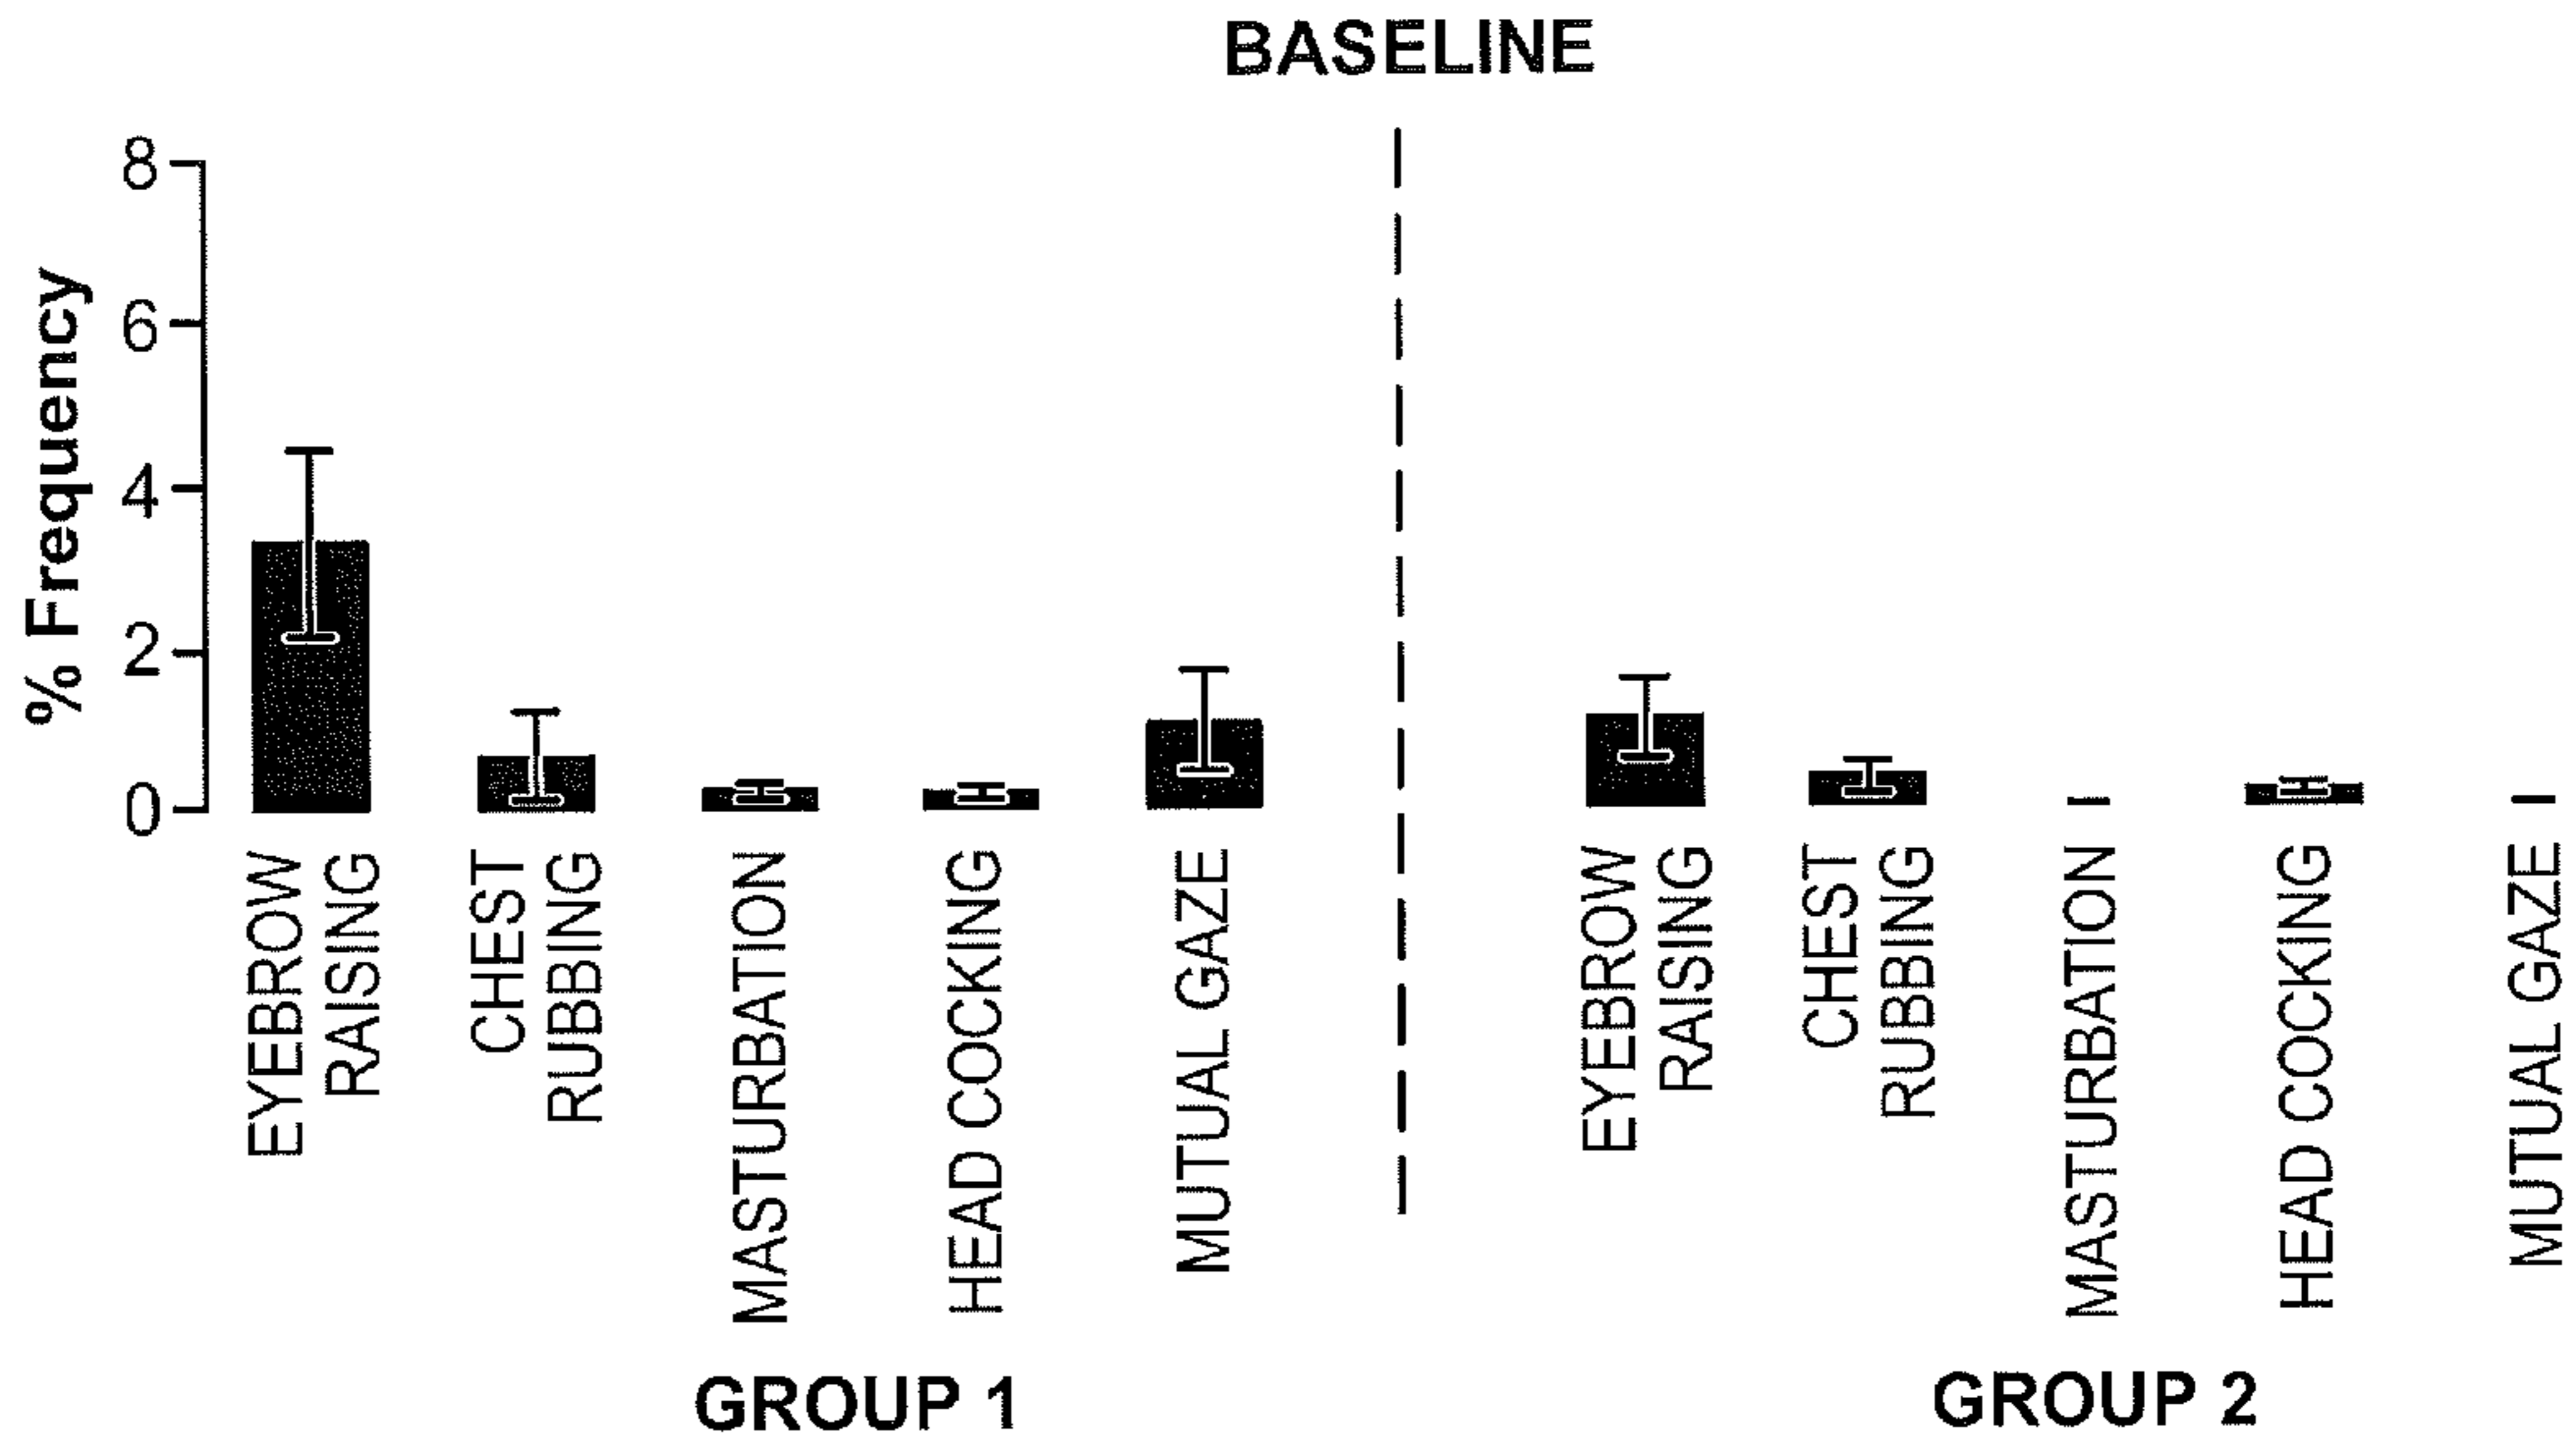 BASELINE
% Frequency
8
6
4
2
0
EYEBROW
RAISING
CHEST
RUBBING
MASTURBATION
HEAD COCKING
MUTUAL GAZE
EYEBROW
RAISING
CHEST
RUBBING
MASTURBATION
HEAD COCKING
MUTUAL GAZE
GROUP 1
GROUP 2